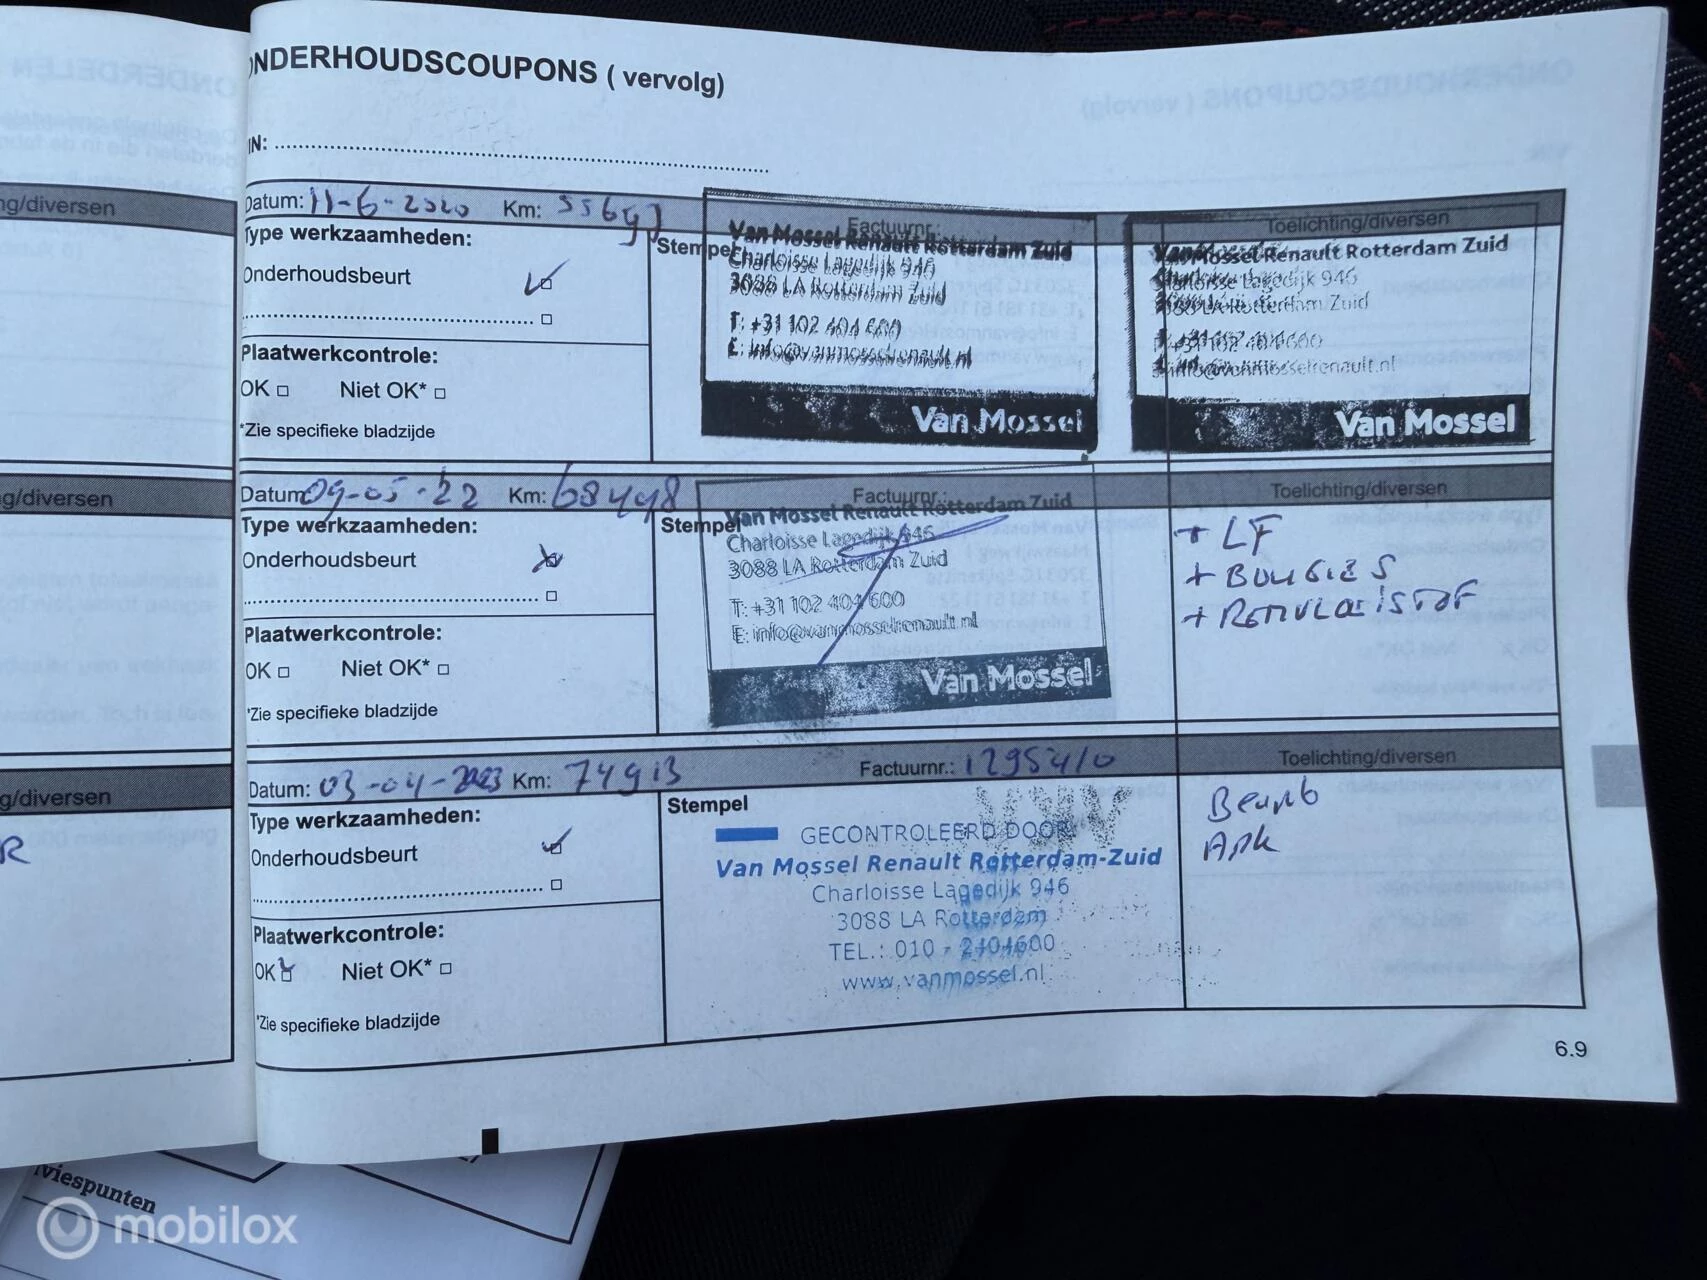 ONDERHOUDSCOUPONS ( vervolg)
IN: ........................................
Datum: 11-6-2020 Km: 55697
Factuurnr.:
Toelichting/diversen
Type werkzaamheden:
Stempel
Onderhoudsbeurt
Plaatwerkcontrole:
OK Niet OK*
*Zie specifieke bladzijde
Van Mossel Renault Rotterdam Zuid
Charloisse Lagedijk 946
3088 LA Rotterdam Zuid
T: +31 102 404 600
E: info@vanmosselrenault.nl
Van Mossel
Van Mossel Renault Rotterdam Zuid
Charloisse Lagedijk 946
3088 LA Rotterdam Zuid
T: +31 102 404 600
E: info@vanmosselrenault.nl
Van Mossel
Datum 09-05-22 Km: 68498
Factuurnr.:
Toelichting/diversen
Type werkzaamheden:
Stempel
Onderhoudsbeurt
Plaatwerkcontrole:
OK Niet OK*
*Zie specifieke bladzijde
Van Mossel Renault Rotterdam Zuid
Charloisse Lagedijk 946
3088 LA Rotterdam Zuid
T: +31 102 404 600
E: info@vanmosselrenault.nl
Van Mossel
+ LF
+ BOUGIES
+ REMVLOEISTOF
Datum: 03-04-2023 Km: 74913
Factuurnr.: 1295410
Toelichting/diversen
Type werkzaamheden:
Stempel
Onderhoudsbeurt
Plaatwerkcontrole:
OK Niet OK*
*Zie specifieke bladzijde
GECONTROLEERD DOOR:
Van Mossel Renault Rotterdam-Zuid
Charloisse Lagedijk 946
3088 LA Rotterdam
TEL.: 010 - 2404600
www.vanmossel.nl
Beurt
APK
6.9
ng/diversen
g/diversen
g/diversen
R
viespunten
mobilox